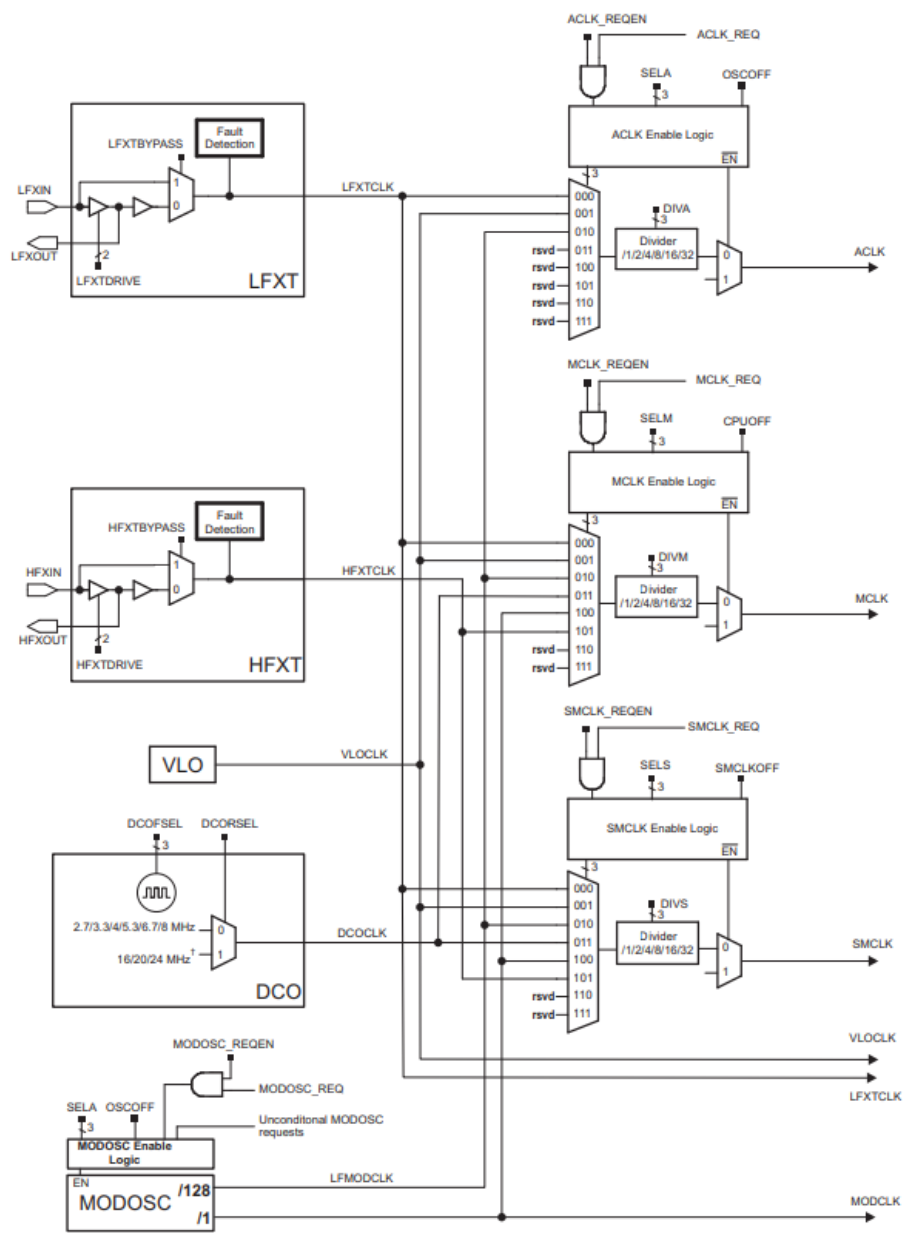 ACLK_REQEN
ACLK_REQ
SELA
OSCOFF
3
ACLK Enable Logic
EN
3
Fault
Detection
LFXTBYPASS
LFXIN
1
0
LFXOUT
2
LFXTDRIVE
LFXT
LFXTCLK
000
001
010
rsvd 011
rsvd 100
rsvd 101
rsvd 110
rsvd 111
DIVA
3
Divider
/1/2/4/8/16/32
0
1
ACLK
MCLK_REQEN
MCLK_REQ
SELM
CPUOFF
3
MCLK Enable Logic
EN
3
Fault
Detection
HFXTBYPASS
HFXIN
1
0
HFXOUT
2
HFXTDRIVE
HFXT
HFXTCLK
000
001
010
011
100
101
rsvd 110
rsvd 111
DIVM
3
Divider
/1/2/4/8/16/32
0
1
MCLK
SMCLK_REQEN
SMCLK_REQ
SELS
SMCLKOFF
3
SMCLK Enable Logic
EN
3
VLO
VLOCLK
DCOFSEL
DCORSEL
3
2.7/3.3/4/5.3/6.7/8 MHz
0
16/20/24 MHz†
1
DCO
DCOCLK
000
001
010
011
100
101
rsvd 110
rsvd 111
DIVS
3
Divider
/1/2/4/8/16/32
0
1
SMCLK
VLOCLK
LFXTCLK
MODOSC_REQEN
MODOSC_REQ
SELA
OSCOFF
3
Unconditonal MODOSC
requests
MODOSC Enable
Logic
EN
MODOSC
/128
/1
LFMODCLK
MODCLK